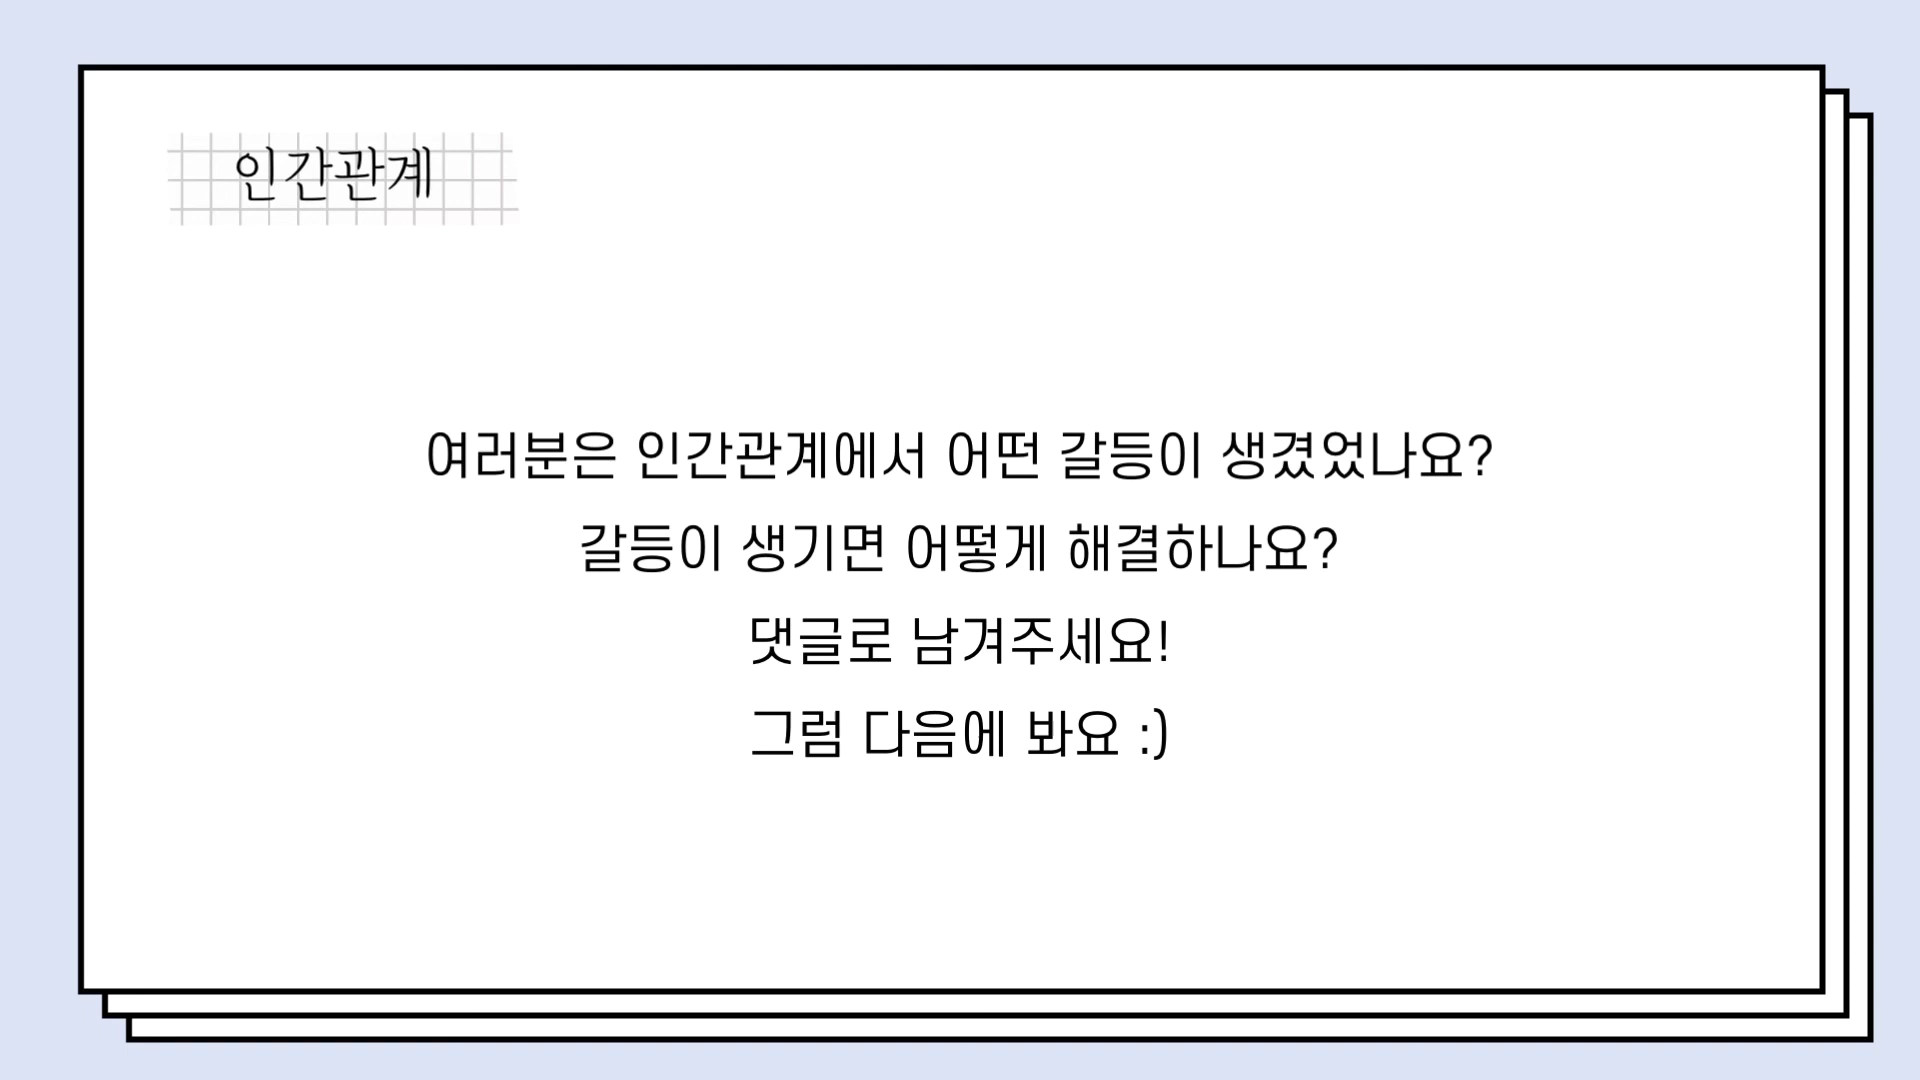 인간관계
여러분은 인간관계에서 어떤 갈등이 생겼었나요?
갈등이 생기면 어떻게 해결하나요?
댓글로 남겨주세요!
그럼 다음에 봐요 :)